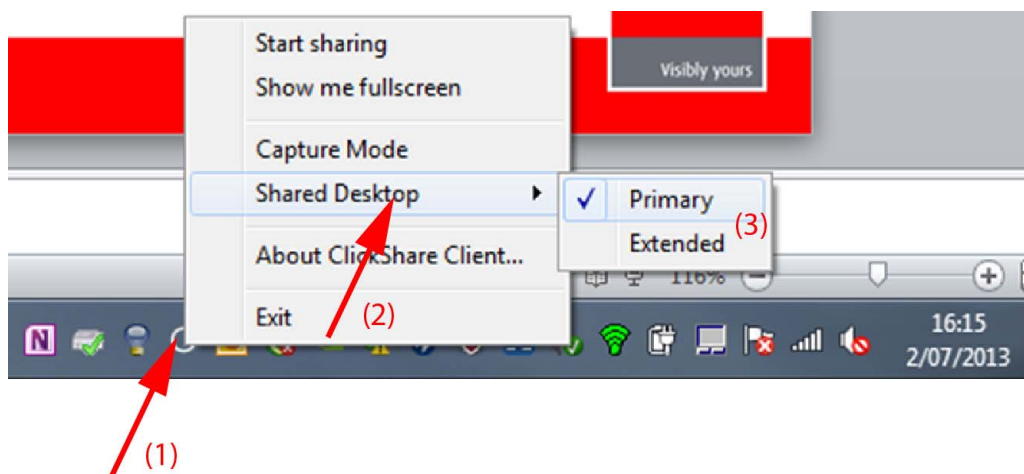 Start sharing
Show me fullscreen
Visibly yours
Capture Mode
Shared Desktop
Primary
(3)
Extended
About ClickShare Client...
116%
Exit
(2)
N
16:15
2/07/2013
(1)